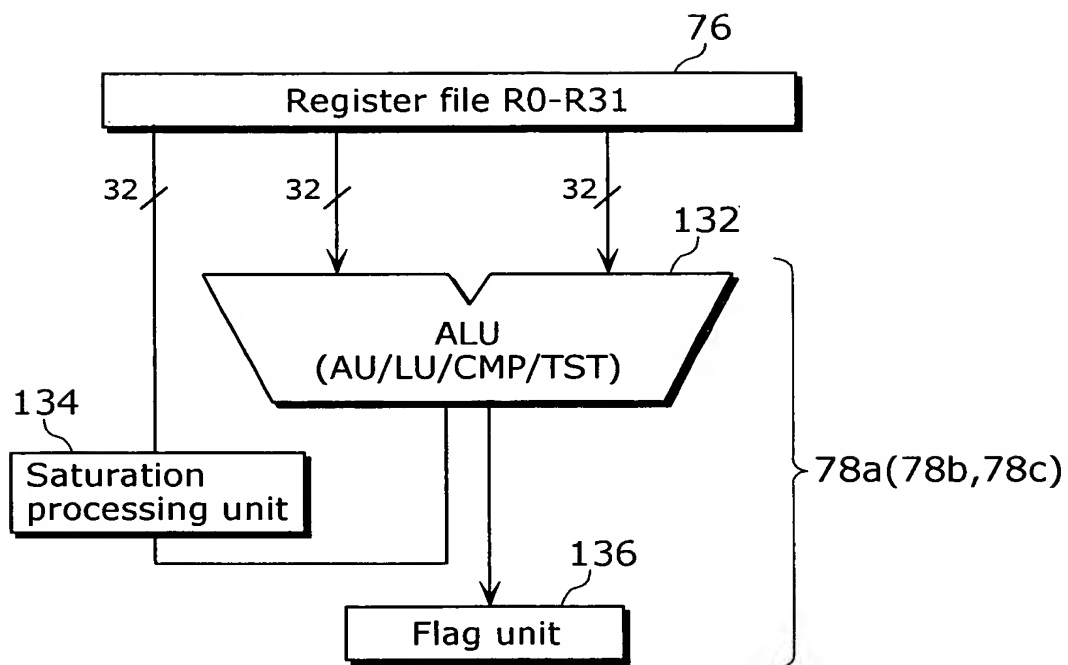 76
Register file R0-R31
32
32
32
132
ALU
(AU/LU/CMP/TST)
134
Saturation
processing unit
78a(78b,78c)
136
Flag unit